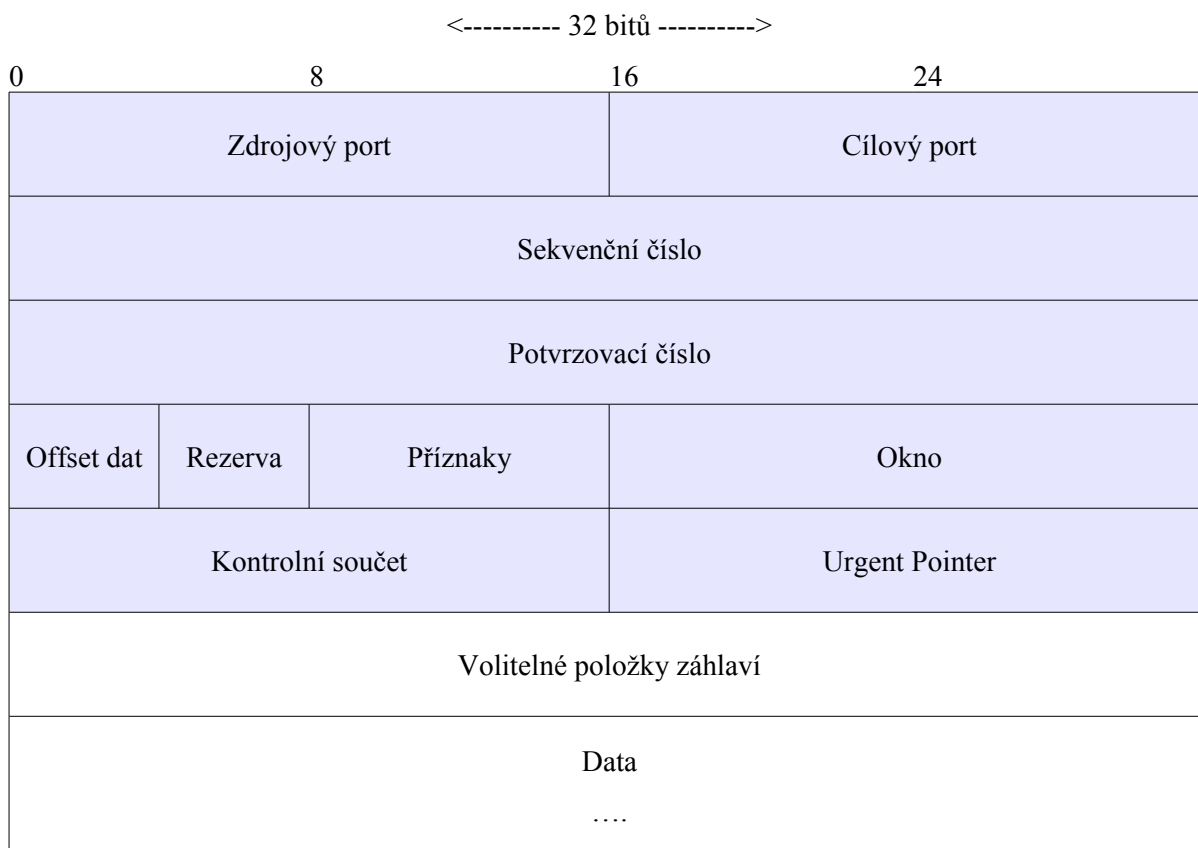 <---------- 32 bitů ---------->
0 8 16 24
Zdrojový port Cílový port
Sekvenční číslo
Potvrzovací číslo
Offset dat Rezerva Příznaky Okno
Kontrolní součet Urgent Pointer
Volitelné položky záhlaví
Data
….